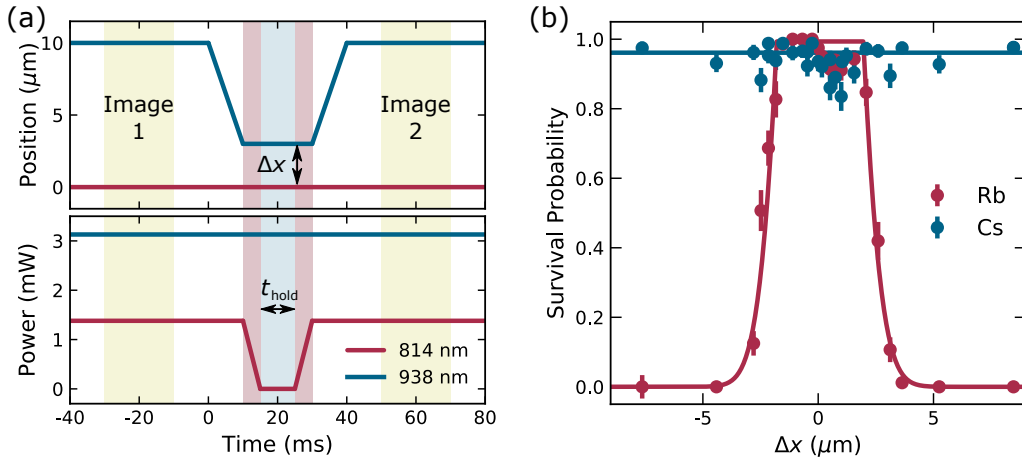 (a)
Position (μm)
10
5
0
Image
1
Image
2
Δx
Power (mW)
3
2
1
0
t_hold
814 nm
938 nm
-40 -20 0 20 40 60 80
Time (ms)
(b)
Survival Probability
1.0
0.8
0.6
0.4
0.2
0.0
Rb
Cs
-5 0 5
Δx (μm)